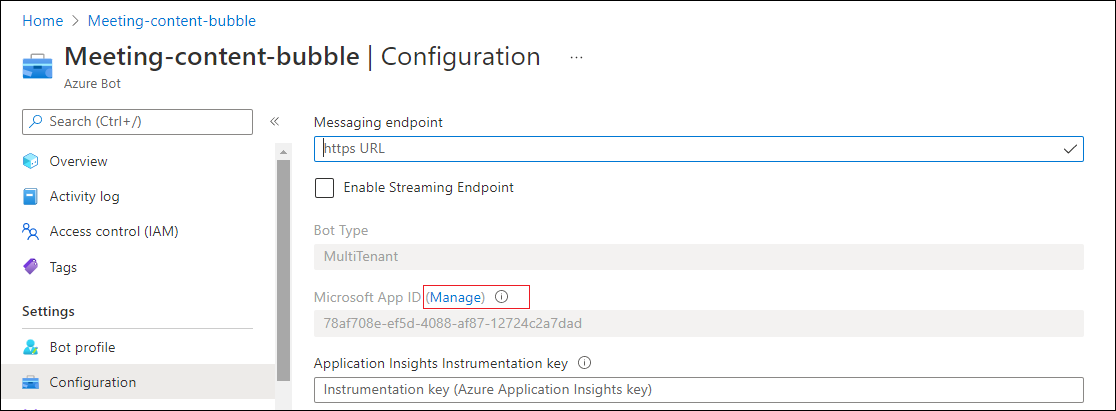 Home > Meeting-content-bubble
Meeting-content-bubble | Configuration ...
Azure Bot
Search (Ctrl+/)
«
Overview
Activity log
Access control (IAM)
Tags
Settings
Bot profile
Configuration
Messaging endpoint
https URL
Enable Streaming Endpoint
Bot Type
MultiTenant
Microsoft App ID (Manage)
78af708e-ef5d-4088-af87-12724c2a7dad
Application Insights Instrumentation key
Instrumentation key (Azure Application Insights key)